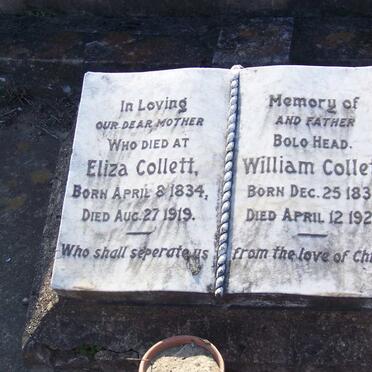 In Loving
OUR DEAR MOTHER
WHO DIED AT
Eliza Collett,
BORN APRIL 8 1834,
DIED AUG. 27 1919.
Who shall seperate us
Memory of
AND FATHER
BOLO HEAD.
William Collet
BORN DEC. 25 183
DIED APRIL 12 192
from the love of Ch